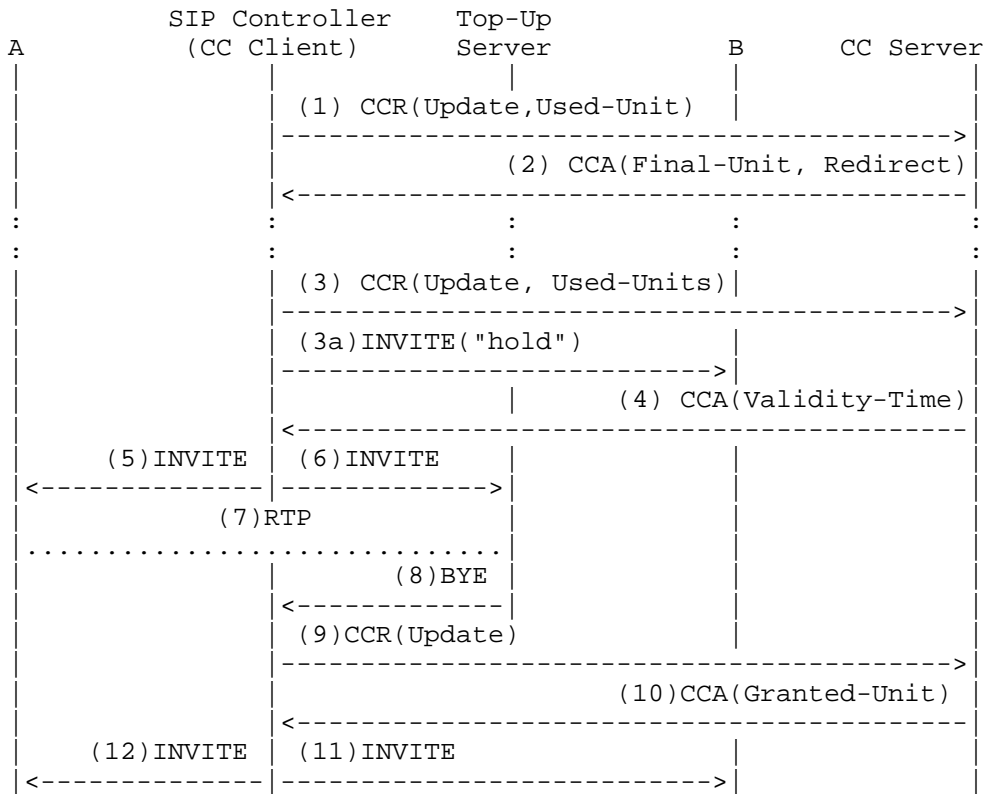 SIP Controller Top-Up
A (CC Client) Server B CC Server
(1) CCR(Update,Used-Unit)
(2) CCA(Final-Unit, Redirect)
(3) CCR(Update, Used-Units)
(3a)INVITE("hold")
(4) CCA(Validity-Time)
(5)INVITE (6)INVITE
(7)RTP
(8)BYE
(9)CCR(Update)
(10)CCA(Granted-Unit)
(12)INVITE (11)INVITE